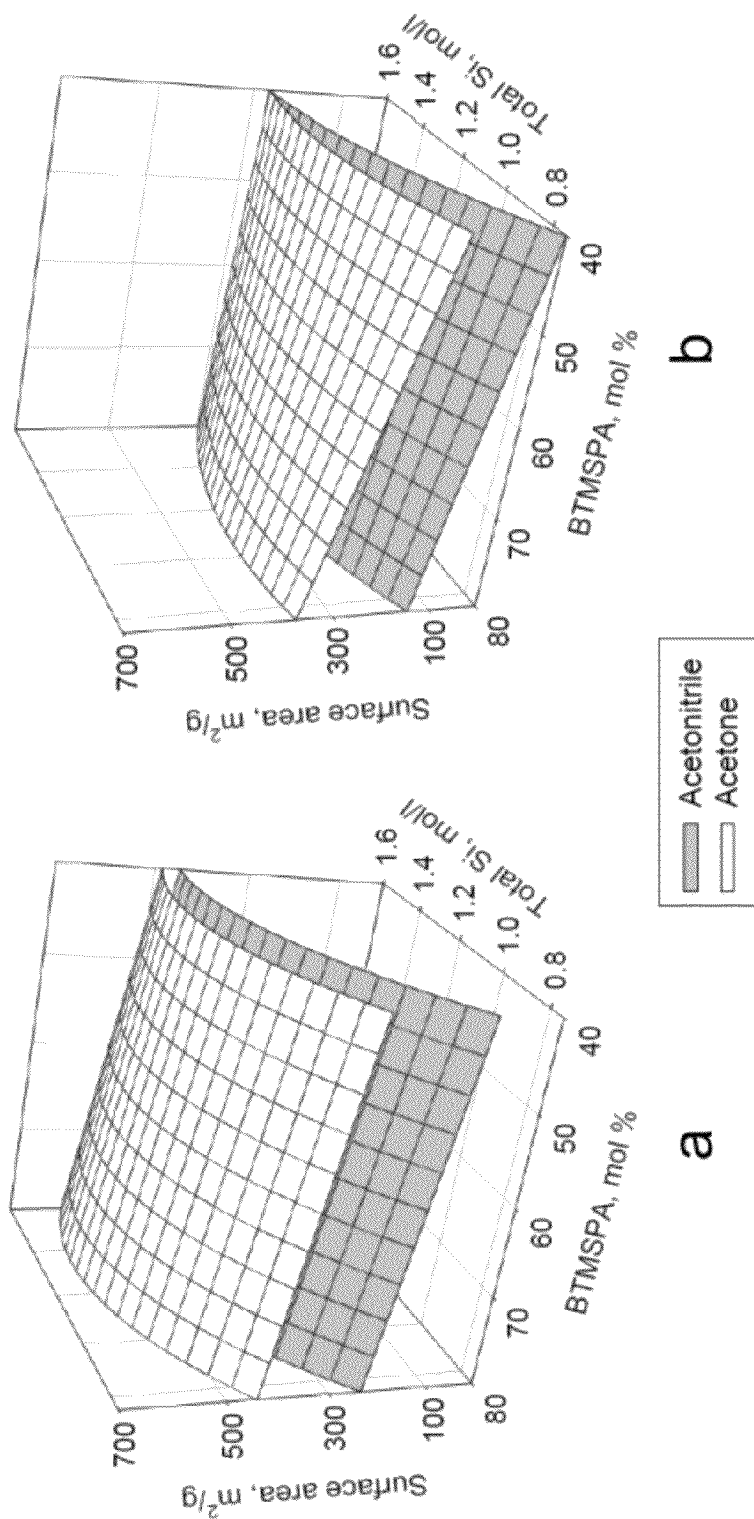 700
500
300
100
Surface area, m²/g
80
70
60
50
40
BTMSPA, mol %
0.8
1.0
1.2
1.4
1.6
Total Si, mol/l
a
700
500
300
100
Surface area, m²/g
80
70
60
50
40
BTMSPA, mol %
0.8
1.0
1.2
1.4
1.6
Total Si, mol/l
b
Acetonitrile
Acetone